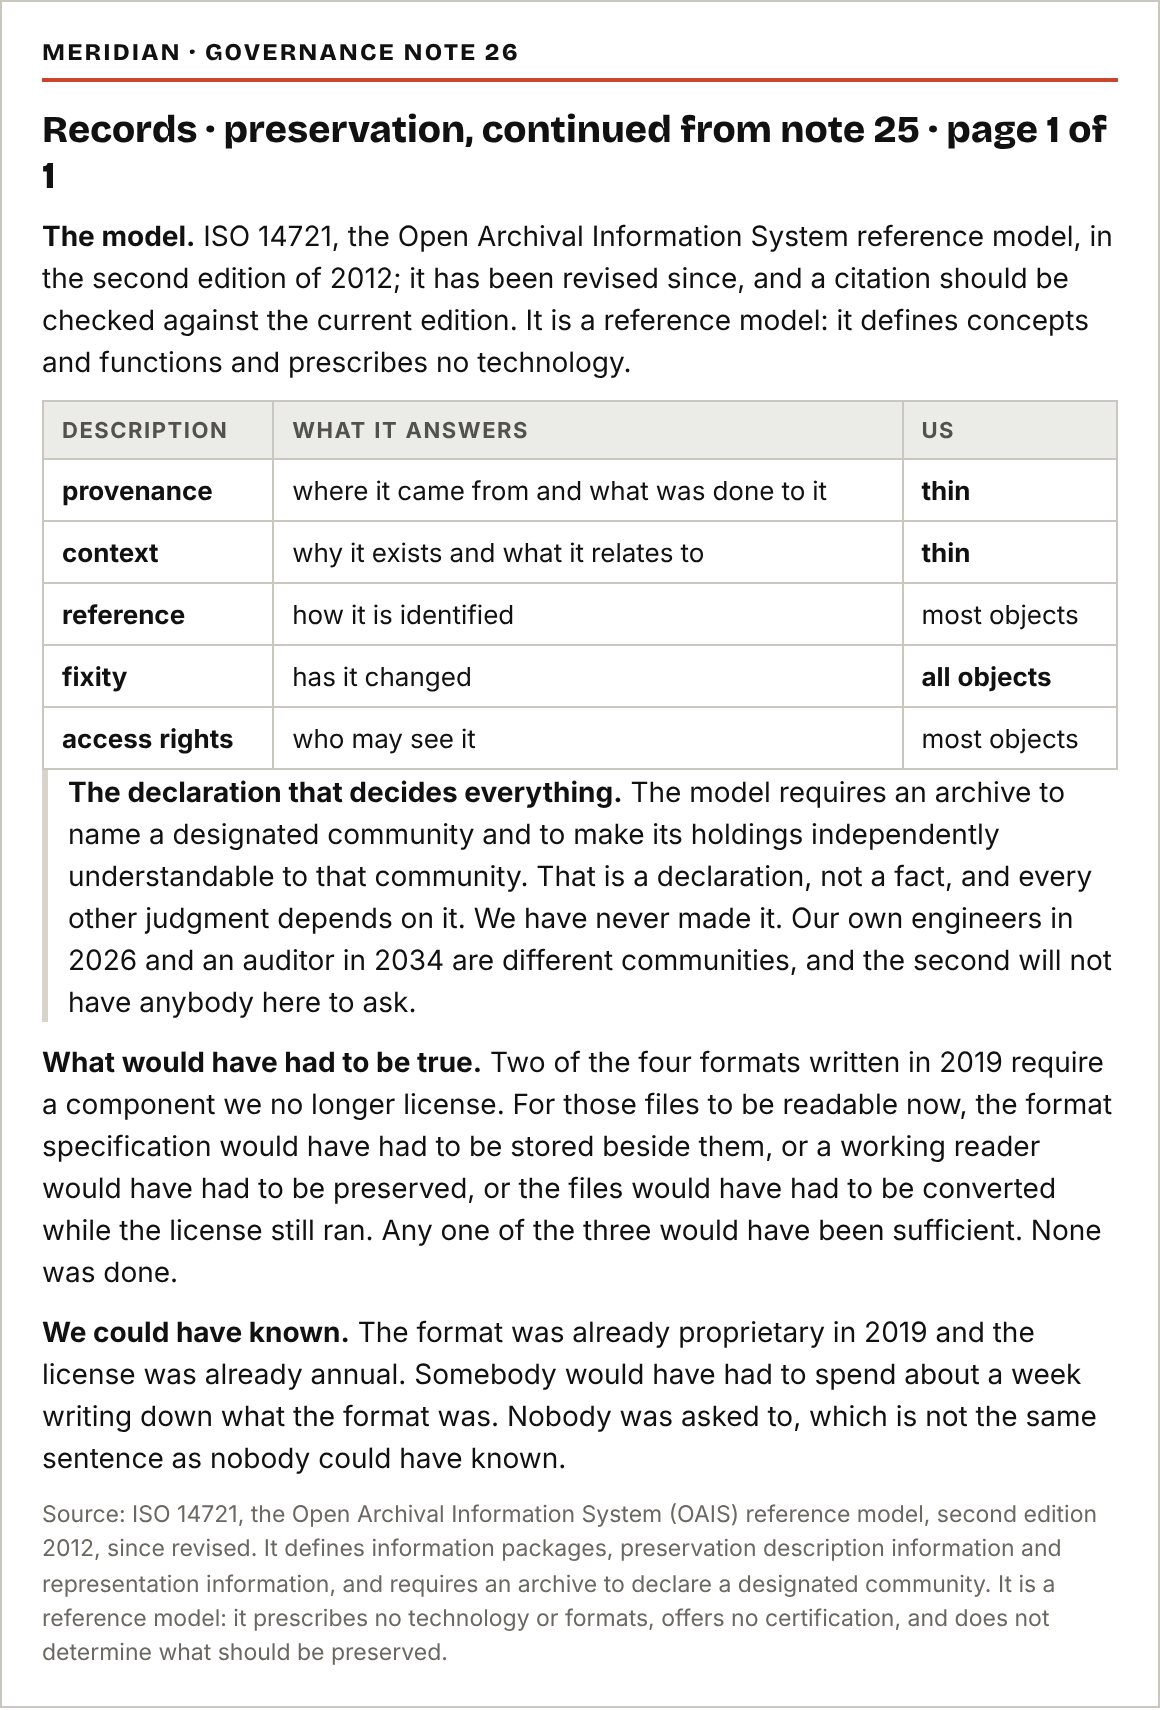 MERIDIAN · GOVERNANCE NOTE 26
Records · preservation, continued from note 25 · page 1 of
1
The model. ISO 14721, the Open Archival Information System reference model, in
the second edition of 2012; it has been revised since, and a citation should be
checked against the current edition. It is a reference model: it defines concepts
and functions and prescribes no technology.
DESCRIPTION WHAT IT ANSWERS US
provenance where it came from and what was done to it thin
context why it exists and what it relates to thin
reference how it is identified most objects
fixity has it changed all objects
access rights who may see it most objects
The declaration that decides everything. The model requires an archive to
name a designated community and to make its holdings independently
understandable to that community. That is a declaration, not a fact, and every
other judgment depends on it. We have never made it. Our own engineers in
2026 and an auditor in 2034 are different communities, and the second will not
have anybody here to ask.
What would have had to be true. Two of the four formats written in 2019 require
a component we no longer license. For those files to be readable now, the format
specification would have had to be stored beside them, or a working reader
would have had to be preserved, or the files would have had to be converted
while the license still ran. Any one of the three would have been sufficient. None
was done.
We could have known. The format was already proprietary in 2019 and the
license was already annual. Somebody would have had to spend about a week
writing down what the format was. Nobody was asked to, which is not the same
sentence as nobody could have known.
Source: ISO 14721, the Open Archival Information System (OAIS) reference model, second edition
2012, since revised. It defines information packages, preservation description information and
representation information, and requires an archive to declare a designated community. It is a
reference model: it prescribes no technology or formats, offers no certification, and does not
determine what should be preserved.